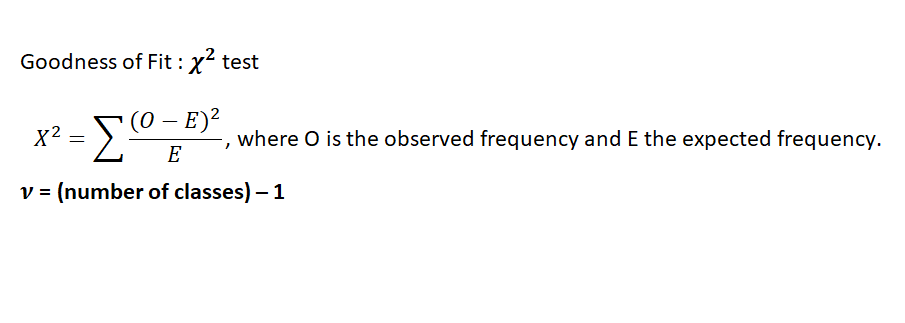 Goodness of Fit : χ² test
X² = ∑ (O − E)² / E , where O is the observed frequency and E the expected frequency.
ν = (number of classes) – 1